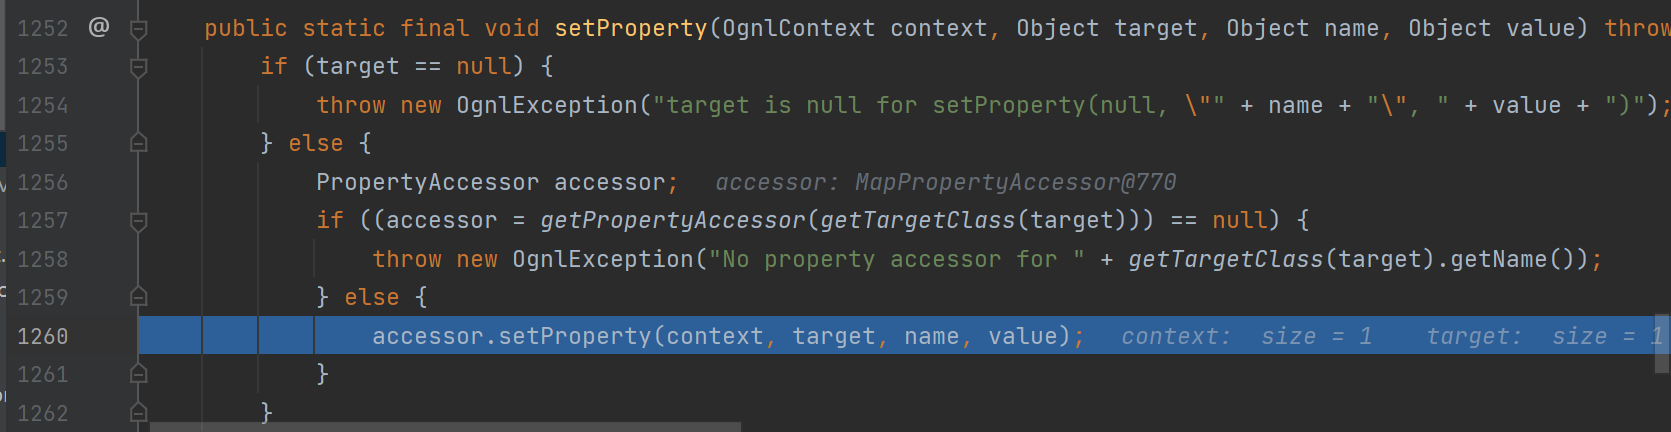 1252 @ public static final void setProperty(OgnlContext context, Object target, Object name, Object value) throw
1253 if (target == null) {
1254 throw new OgnlException("target is null for setProperty(null, \"" + name + "\", " + value + ")");
1255 } else {
1256 PropertyAccessor accessor; accessor: MapPropertyAccessor@770
1257 if ((accessor = getPropertyAccessor(getTargetClass(target))) == null) {
1258 throw new OgnlException("No property accessor for " + getTargetClass(target).getName());
1259 } else {
1260 accessor.setProperty(context, target, name, value); context: size = 1 target: size = 1
1261 }
1262 }